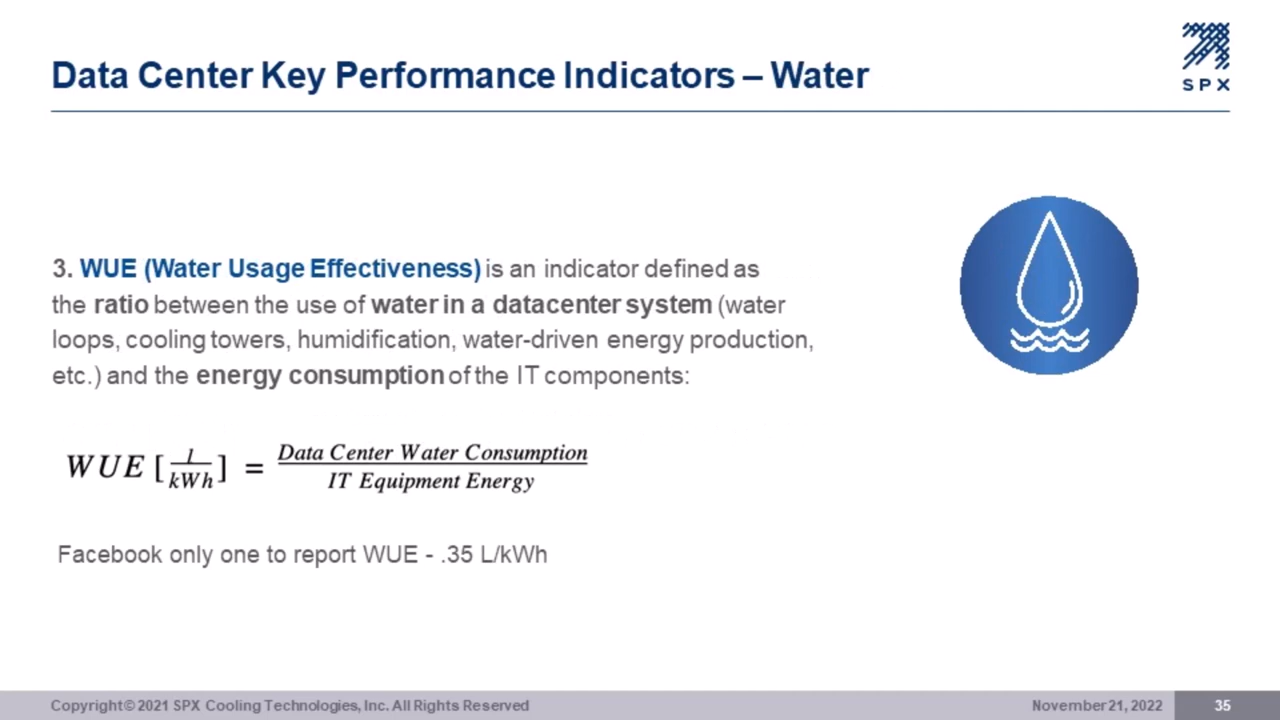 Data Center Key Performance Indicators – Water
SPX
3. WUE (Water Usage Effectiveness) is an indicator defined as
the ratio between the use of water in a datacenter system (water
loops, cooling towers, humidification, water-driven energy production,
etc.) and the energy consumption of the IT components:
WUE [l/kWh] = Data Center Water Consumption / IT Equipment Energy
Facebook only one to report WUE - .35 L/kWh
Copyright © 2021 SPX Cooling Technologies, Inc. All Rights Reserved
November 21, 2022
35